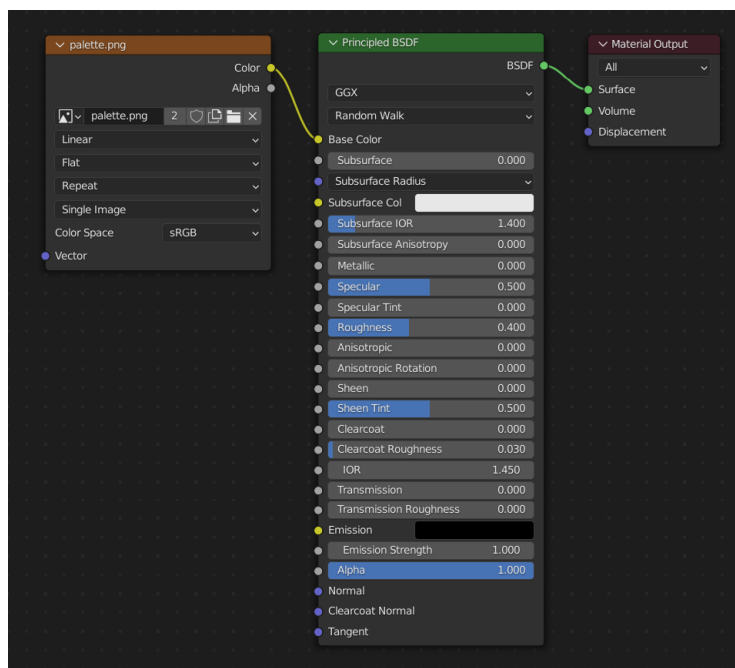 palette.png
Color
Alpha
palette.png 2
Linear
Flat
Repeat
Single Image
Color Space sRGB
Vector
Principled BSDF
BSDF
GGX
Random Walk
Base Color
Subsurface 0.000
Subsurface Radius
Subsurface Col
Subsurface IOR 1.400
Subsurface Anisotropy 0.000
Metallic 0.000
Specular 0.500
Specular Tint 0.000
Roughness 0.400
Anisotropic 0.000
Anisotropic Rotation 0.000
Sheen 0.000
Sheen Tint 0.500
Clearcoat 0.000
Clearcoat Roughness 0.030
IOR 1.450
Transmission 0.000
Transmission Roughness 0.000
Emission
Emission Strength 1.000
Alpha 1.000
Normal
Clearcoat Normal
Tangent
Material Output
All
Surface
Volume
Displacement